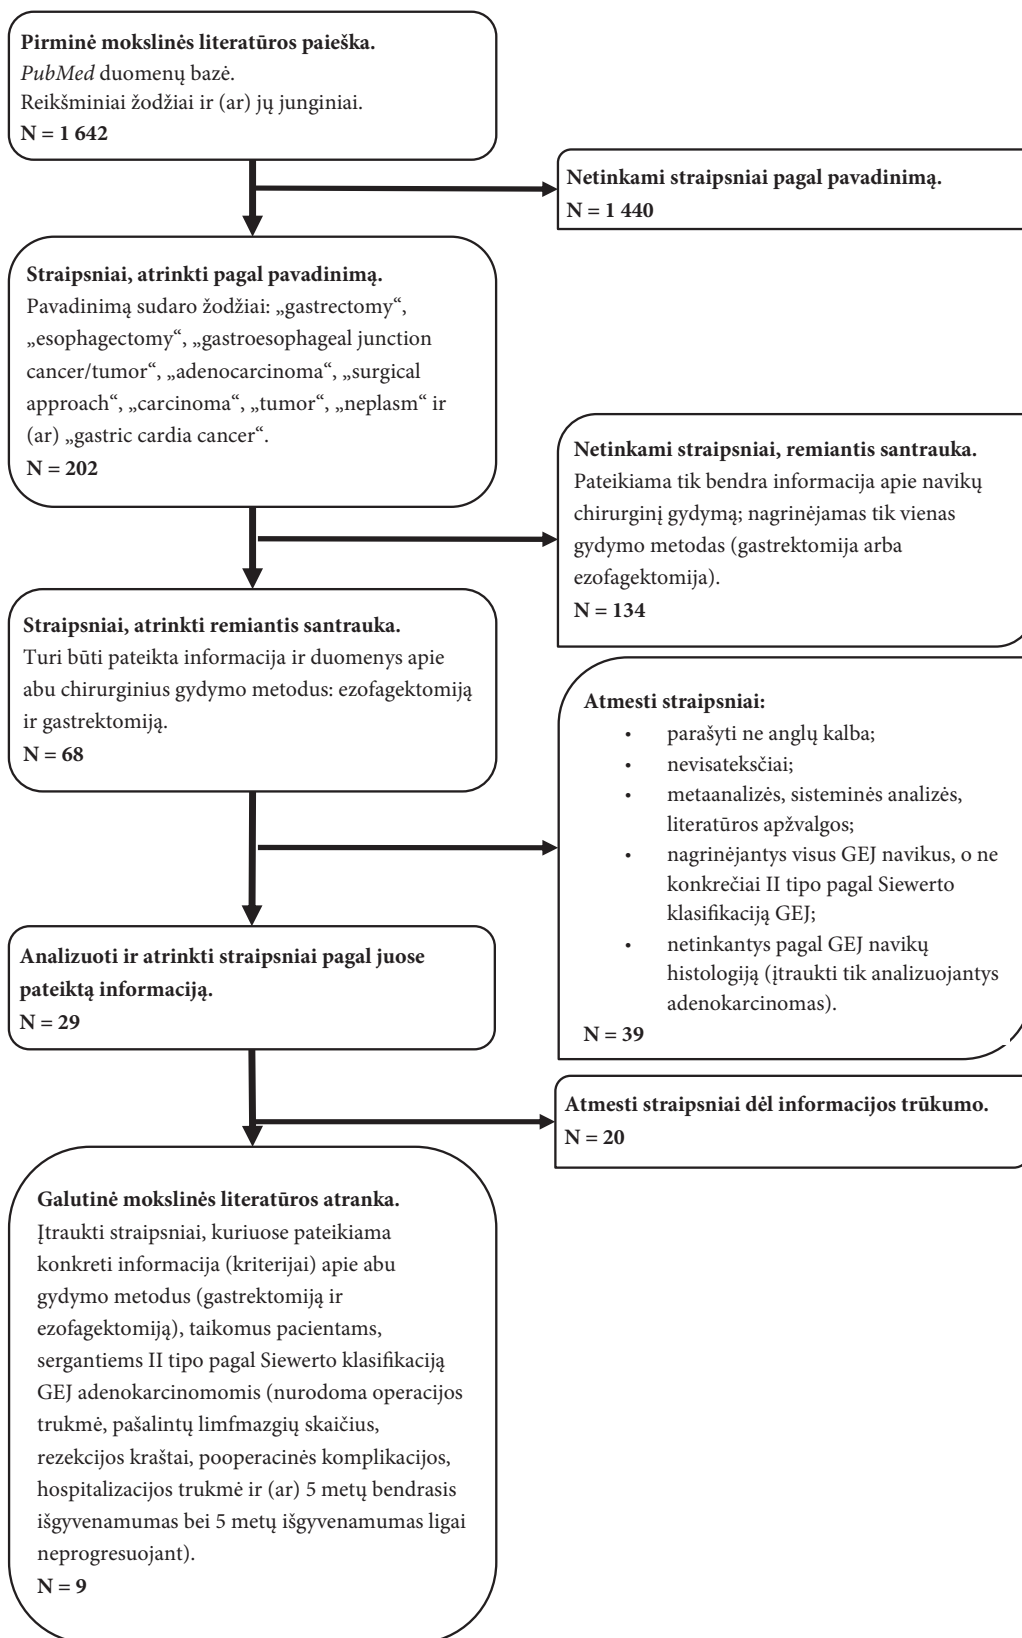 Pirminė mokslinės literatūros paieška.
PubMed duomenų bazė.
Reikšminiai žodžiai ir (ar) jų junginiai.
N = 1 642
Netinkami straipsniai pagal pavadinimą.
N = 1 440
Straipsniai, atrinkti pagal pavadinimą.
Pavadinimą sudaro žodžiai: „gastrectomy“,
„esophagectomy“, „gastroesophageal junction
cancer/tumor“, „adenocarcinoma“, „surgical
approach“, „carcinoma“, „tumor“, „neplasm“ ir
(ar) „gastric cardia cancer“.
N = 202
Netinkami straipsniai, remiantis santrauka.
Pateikiama tik bendra informacija apie navikų
chirurginį gydymą; nagrinėjamas tik vienas
gydymo metodas (gastrektomija arba
ezofagektomija).
N = 134
Straipsniai, atrinkti remiantis santrauka.
Turi būti pateikta informacija ir duomenys apie
abu chirurginius gydymo metodus: ezofagektomiją
ir gastrektomiją.
N = 68
Atmesti straipsniai:
• parašyti ne anglų kalba;
• nevisateksčiai;
• metaanalizės, sisteminės analizės,
literatūros apžvalgos;
• nagrinėjantys visus GEJ navikus, o ne
konkrečiai II tipo pagal Siewerto
klasifikaciją GEJ;
• netinkantys pagal GEJ navikų
histologiją (įtraukti tik analizuojantys
adenokarcinomas).
N = 39
Analizuoti ir atrinkti straipsniai pagal juose
pateiktą informaciją.
N = 29
Atmesti straipsniai dėl informacijos trūkumo.
N = 20
Galutinė mokslinės literatūros atranka.
Įtraukti straipsniai, kuriuose pateikiama
konkreti informacija (kriterijai) apie abu
gydymo metodus (gastrektomiją ir
ezofagektomiją), taikomus pacientams,
sergantiems II tipo pagal Siewerto klasifikaciją
GEJ adenokarcinomomis (nurodoma operacijos
trukmė, pašalintų limfmazgių skaičius,
rezekcijos kraštai, pooperacinės komplikacijos,
hospitalizacijos trukmė ir (ar) 5 metų bendrasis
išgyvenamumas bei 5 metų išgyvenamumas ligai
neprogresuojant).
N = 9